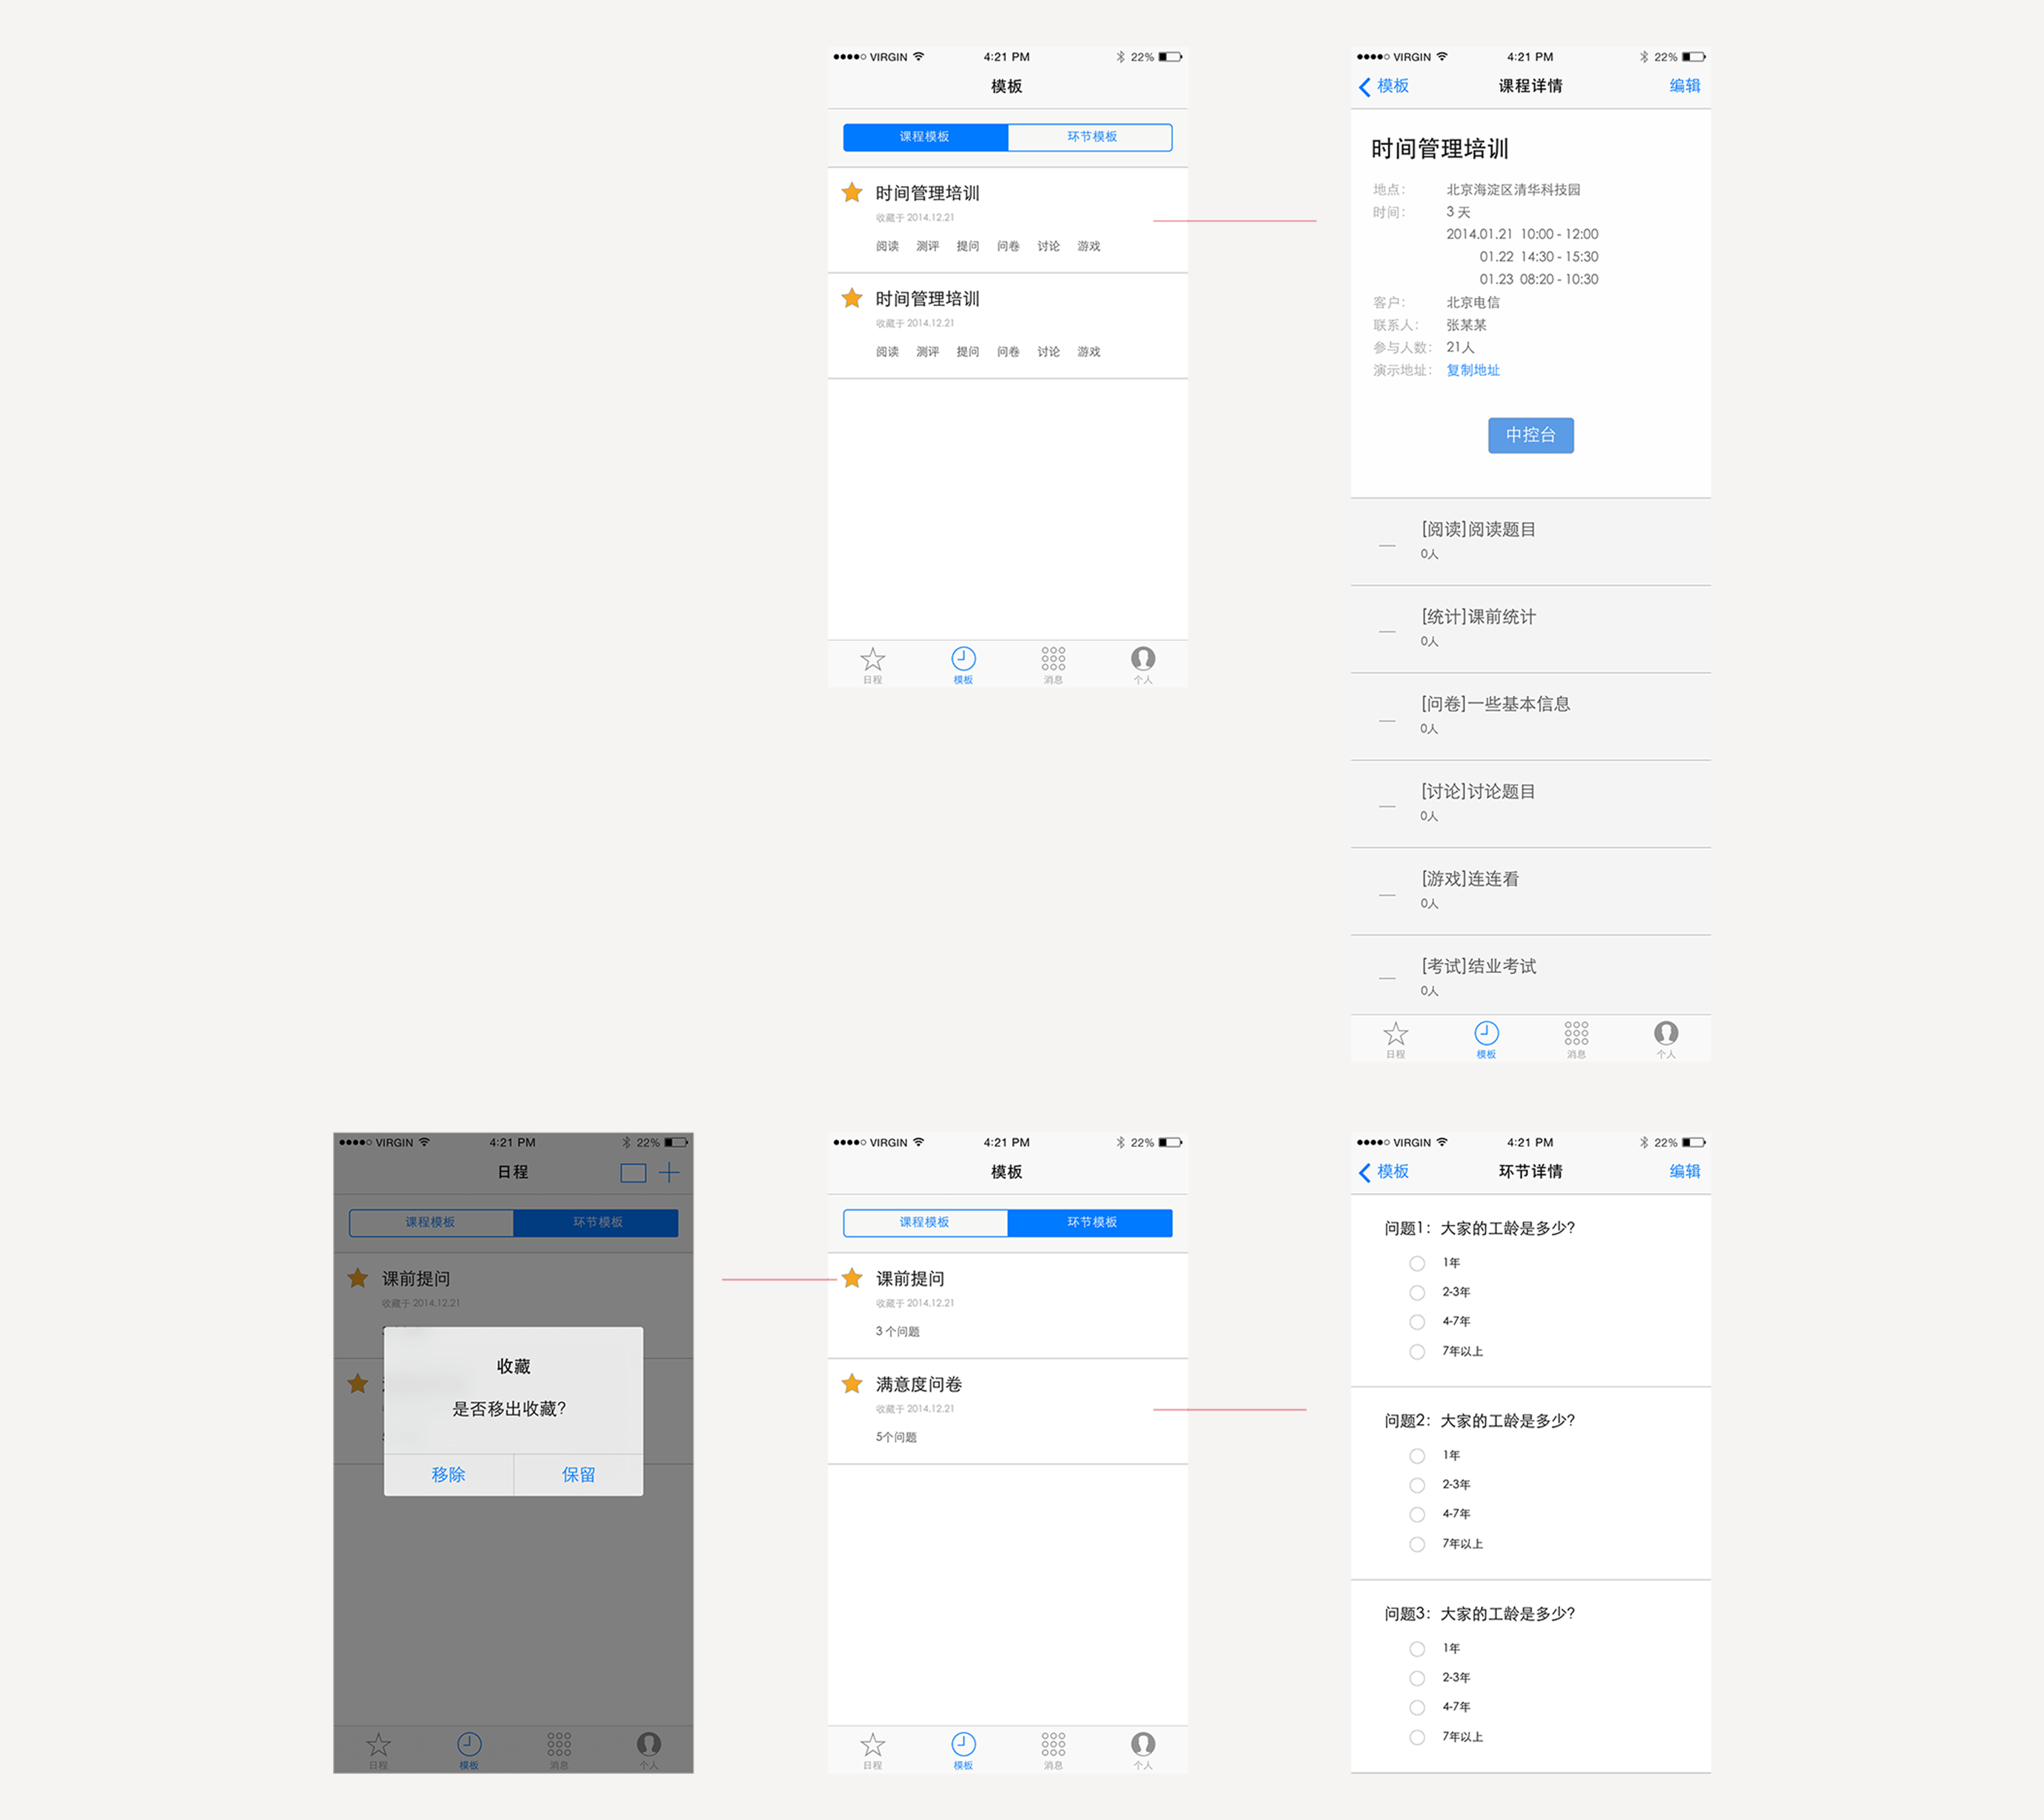 VIRGIN 4:21 PM 22%
模板
课程模板 环节模板
时间管理培训
收藏于 2014.12.21
阅读 测评 提问 问卷 讨论 游戏
时间管理培训
收藏于 2014.12.21
阅读 测评 提问 问卷 讨论 游戏
日程 模板 消息 个人
VIRGIN 4:21 PM 22%
模板 课程详情 编辑
时间管理培训
地点： 北京海淀区清华科技园
时间： 3 天
2014.01.21 10:00 - 12:00
01.22 14:30 - 15:30
01.23 08:20 - 10:30
客户： 北京电信
联系人： 张某某
参与人数： 21人
演示地址： 复制地址
中控台
[阅读]阅读题目
0人
[统计]课前统计
0人
[问卷]一些基本信息
0人
[讨论]讨论题目
0人
[游戏]连连看
0人
[考试]结业考试
0人
日程 模板 消息 个人
VIRGIN 4:21 PM 22%
日程
课程模板 环节模板
课前提问
收藏于 2014.12.21
收藏
是否移出收藏？
移除 保留
日程 模板 消息 个人
VIRGIN 4:21 PM 22%
模板
课程模板 环节模板
课前提问
收藏于 2014.12.21
3 个问题
满意度问卷
收藏于 2014.12.21
5个问题
日程 模板 消息 个人
VIRGIN 4:21 PM 22%
模板 环节详情 编辑
问题1：大家的工龄是多少？
1年
2-3年
4-7年
7年以上
问题2：大家的工龄是多少？
1年
2-3年
4-7年
7年以上
问题3：大家的工龄是多少？
1年
2-3年
4-7年
7年以上